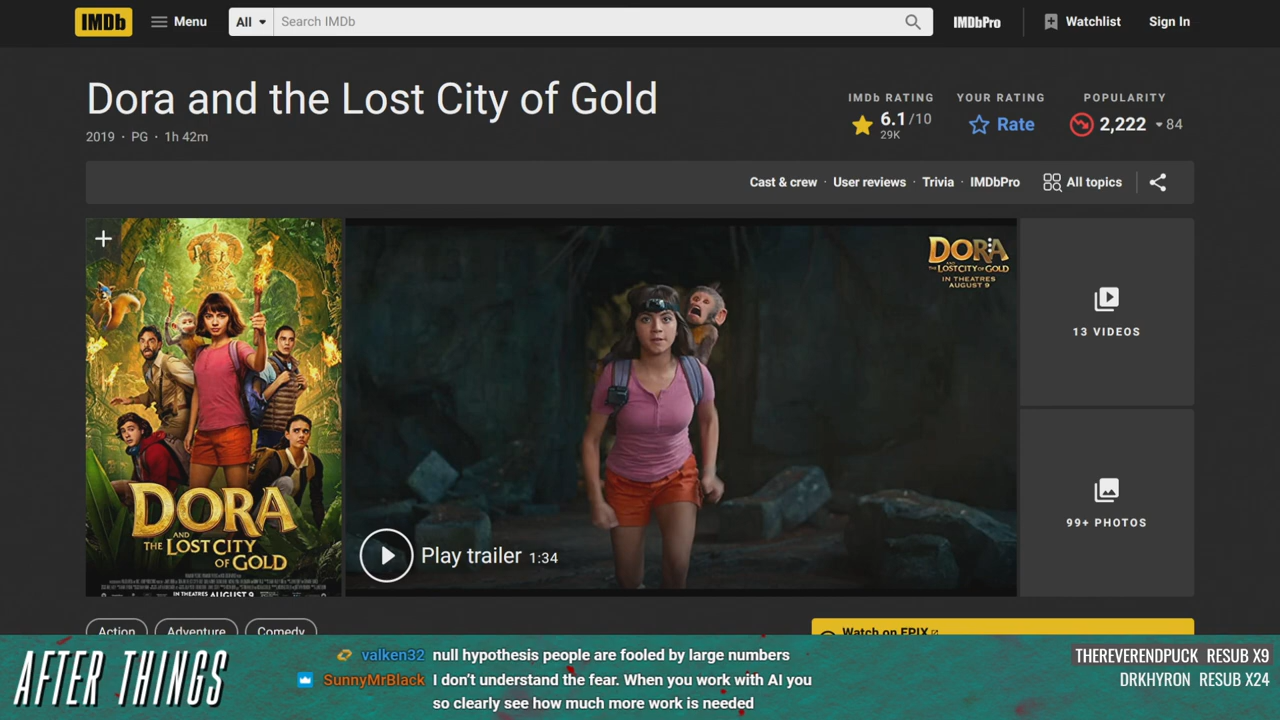 IMDb
Menu
All
Search IMDb
IMDbPro
Watchlist
Sign In
Dora and the Lost City of Gold
2019 · PG · 1h 42m
IMDb RATING
6.1/10
29K
YOUR RATING
Rate
POPULARITY
2,222
84
Cast & crew · User reviews · Trivia · IMDbPro
All topics
DORA
AND
THE LOST CITY
OF GOLD
IN THEATRES AUGUST 9
DORA
AND
THE LOST CITY OF GOLD
IN THEATRES
AUGUST 9
Play trailer 1:34
13 VIDEOS
99+ PHOTOS
Action
Adventure
Comedy
Watch on EPIX
AFTER THINGS
valken32 null hypothesis people are fooled by large numbers
SunnyMrBlack I don't understand the fear. When you work with AI you
so clearly see how much more work is needed
THEREVERENDPUCK RESUB X9
DRKHYRON RESUB X24